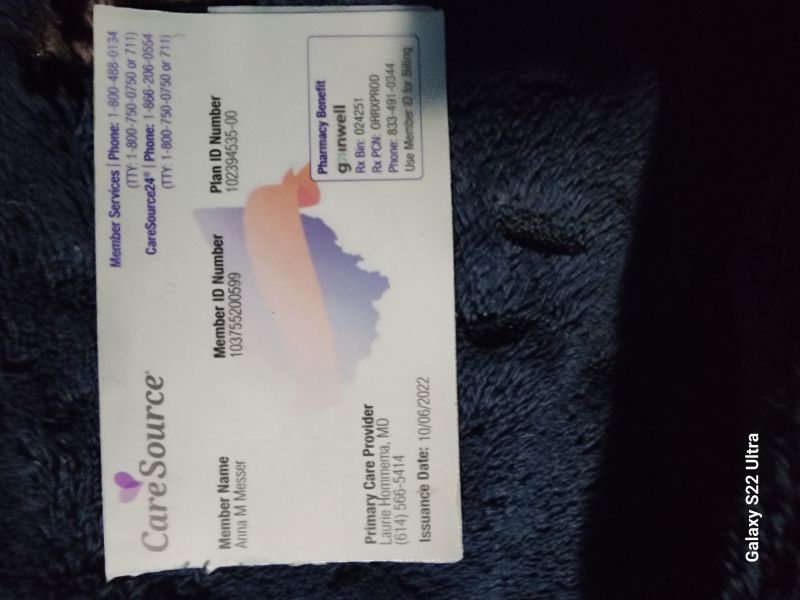 CareSource®
Member Services | Phone: 1-800-488-0134
(TTY: 1-800-750-0750 or 711)
CareSource24® | Phone: 1-866-206-0554
(TTY: 1-800-750-0750 or 711)
Member Name
Anna M Messer
Member ID Number
103755200599
Plan ID Number
102394535-00
Primary Care Provider
Laurie Hommema, MD
(614) 566-5414
Issuance Date: 10/06/2022
Pharmacy Benefit
gainwell
Rx Bin: 024251
Rx PCN: OHRXPROD
Phone: 833-491-0344
Use Member ID for Billing
Galaxy S22 Ultra